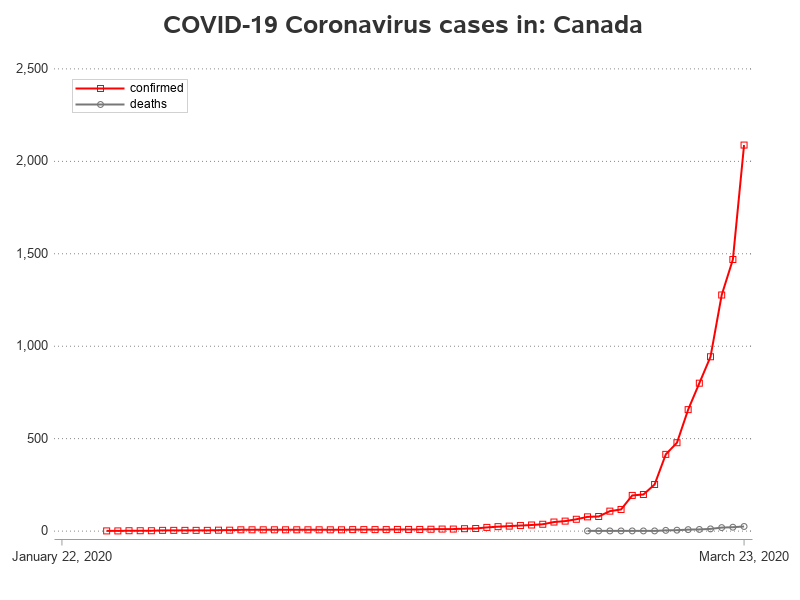 COVID-19 Coronavirus cases in: Canada
2,500
confirmed
deaths
2,000
1,500
1,000
500
0
January 22, 2020
March 23, 2020